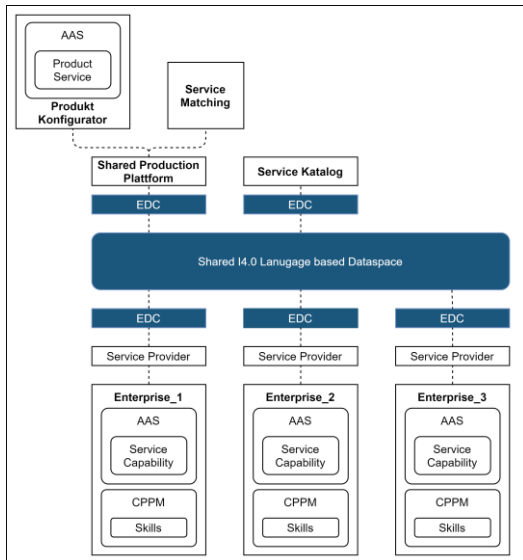 AAS
Product
Service
Produkt
Konfigurator
Service
Matching
Shared Production
Plattform
Service Katalog
EDC
EDC
Shared I4.0 Lanugage based Dataspace
EDC
EDC
EDC
Service Provider
Service Provider
Service Provider
Enterprise_1
Enterprise_2
Enterprise_3
AAS
AAS
AAS
Service
Capability
Service
Capability
Service
Capability
CPPM
CPPM
CPPM
Skills
Skills
Skills